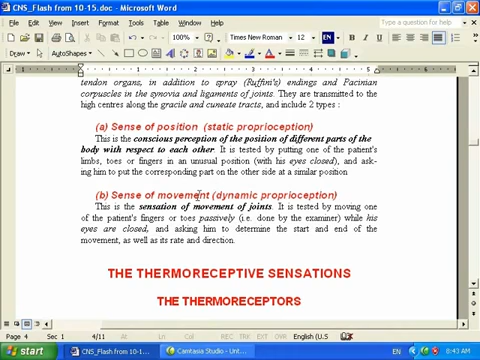 CNS_Flash from 10-15.doc - Microsoft Word
File Edit View Insert Format Tools Table Window Help
Type a question for help
100% Times New Roman 12 B I U
Draw AutoShapes
tendon organs, in addition to spray (Ruffini's) endings and Pacinian
corpuscles in the synovia and ligaments of joints. They are transmitted to the
high centres along the gracile and cuneate tracts, and include 2 types :
(a) Sense of position (static proprioception)
This is the conscious perception of the position of different parts of the
body with respect to each other. It is tested by putting one of the patient's
limbs, toes or fingers in an unusual position (with his eyes closed), and ask-
ing him to put the corresponding part on the other side at a similar position
(b) Sense of movement (dynamic proprioception)
This is the sensation of movement of joints. It is tested by moving one
of the patient's fingers or toes passively (i.e. done by the examiner) while his
eyes are closed, and asking him to determine the start and end of the
movement, as well as its rate and direction.
THE THERMORECEPTIVE SENSATIONS
THE THERMORECEPTORS
Page 4 Sec 1 4/11 REC TRK EXT OVR English (U.S
start CNS_Flash from 10-15... Camtasia Studio - Unt... EN 8:43 AM